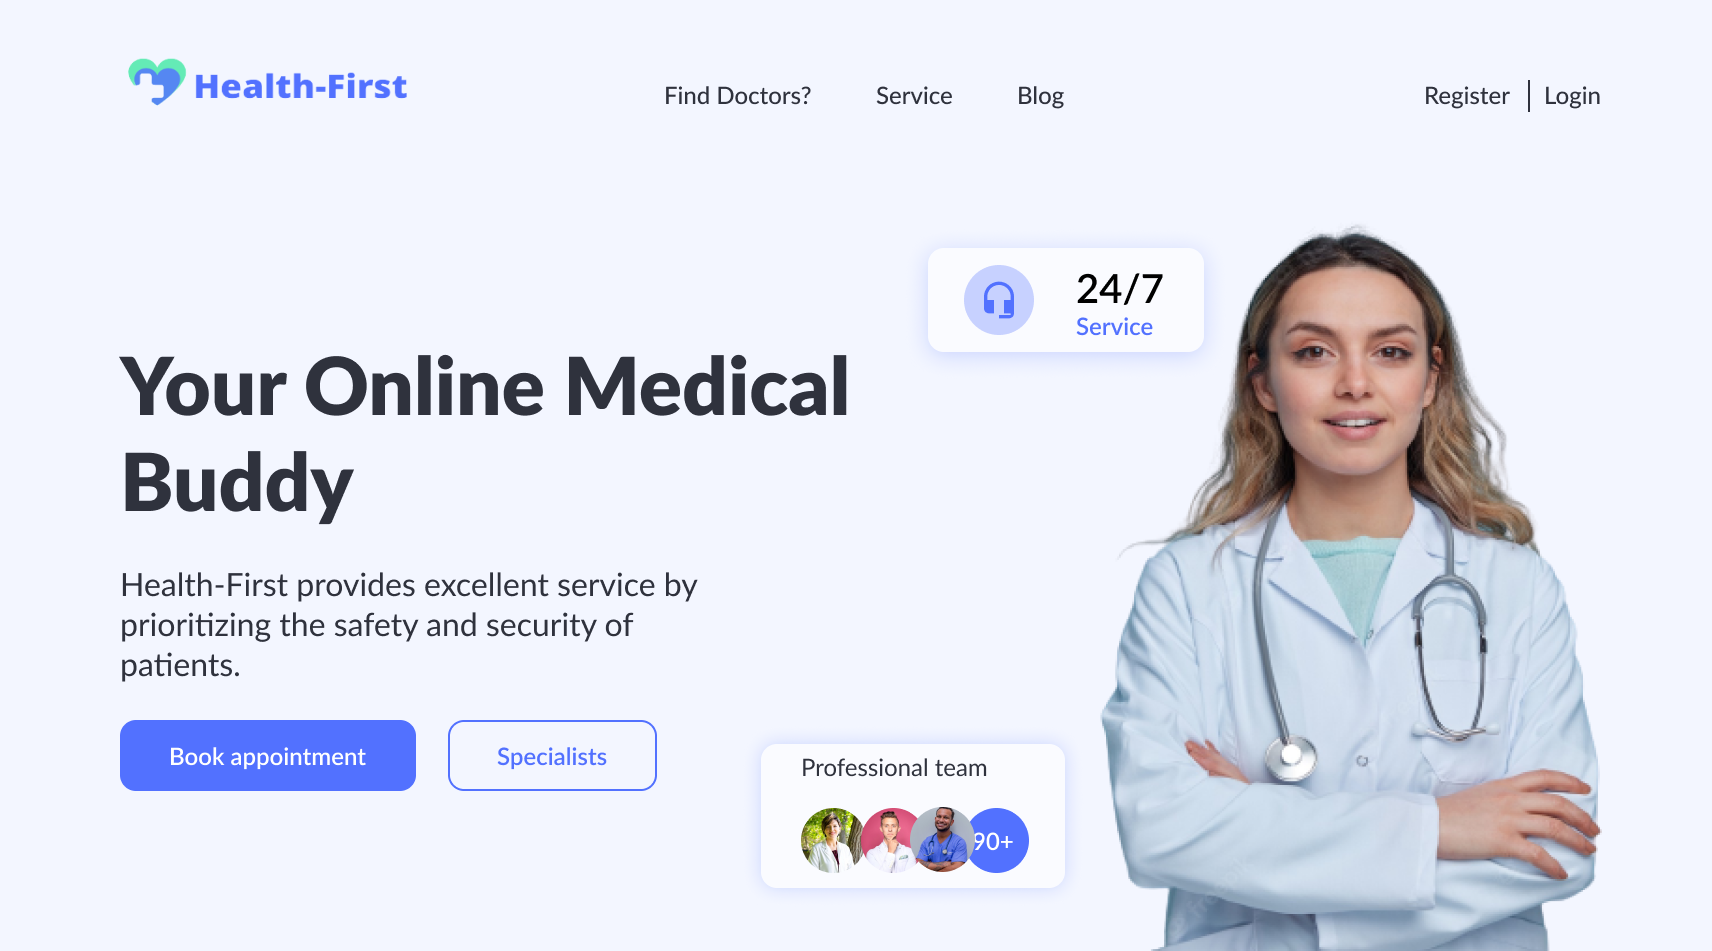 Health-First
Find Doctors?
Service
Blog
Register
Login
24/7
Service
Your Online Medical
Buddy
Health-First provides excellent service by
prioritizing the safety and security of
patients.
Book appointment
Specialists
Professional team
90+